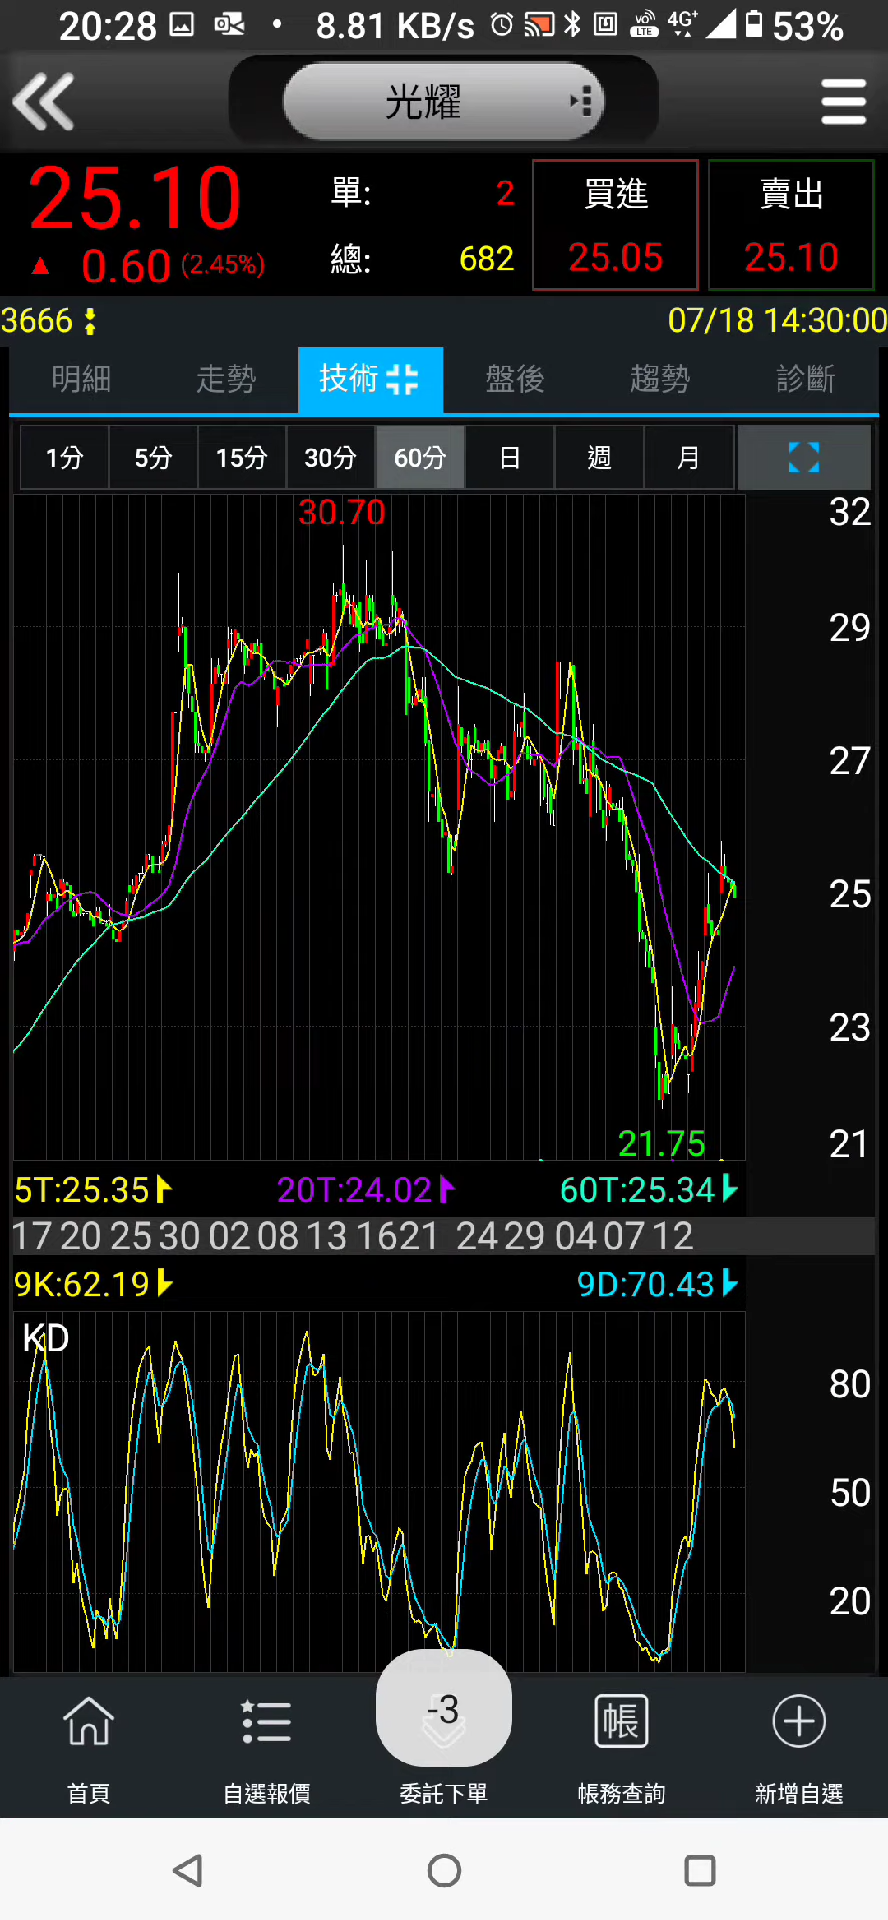 20:28 8.81 KB/s VO LTE 4G+ 53%
光耀
25.10 單: 2 買進 賣出
▲ 0.60 (2.45%) 總: 682 25.05 25.10
3666 07/18 14:30:00
明細 走勢 技術 盤後 趨勢 診斷
1分 5分 15分 30分 60分 日 週 月
30.70
32
29
27
25
23
21.75
21
5T:25.35 20T:24.02 60T:25.34
17 20 25 30 02 08 13 16 21 24 29 04 07 12
9K:62.19 9D:70.43
KD
80
50
20
-3
帳
首頁 自選報價 委託下單 帳務查詢 新增自選